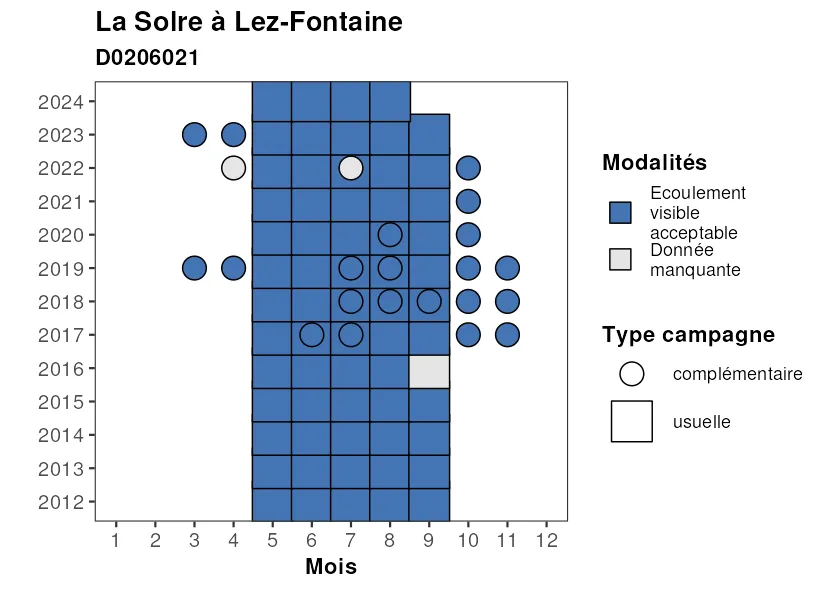 La Solre à Lez-Fontaine
D0206021
2024
2023
2022
2021
2020
2019
2018
2017
2016
2015
2014
2013
2012
1 2 3 4 5 6 7 8 9 10 11 12
Mois
Modalités
Ecoulement
visible
acceptable
Donnée
manquante
Type campagne
complémentaire
usuelle